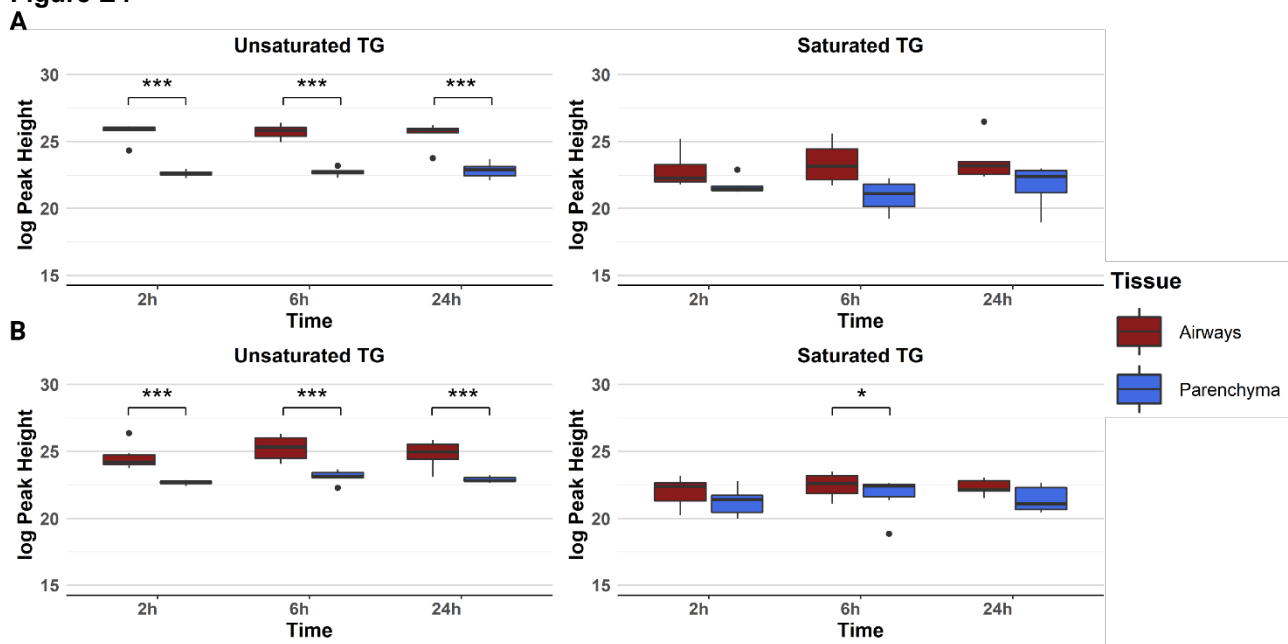 A
Unsaturated TG
30
25
20
15
log Peak Height
***
***
***
2h
6h
24h
Time
Saturated TG
30
25
20
15
log Peak Height
2h
6h
24h
Time
Tissue
Airways
Parenchyma
B
Unsaturated TG
30
25
20
15
log Peak Height
***
***
***
2h
6h
24h
Time
Saturated TG
30
25
20
15
log Peak Height
*
2h
6h
24h
Time